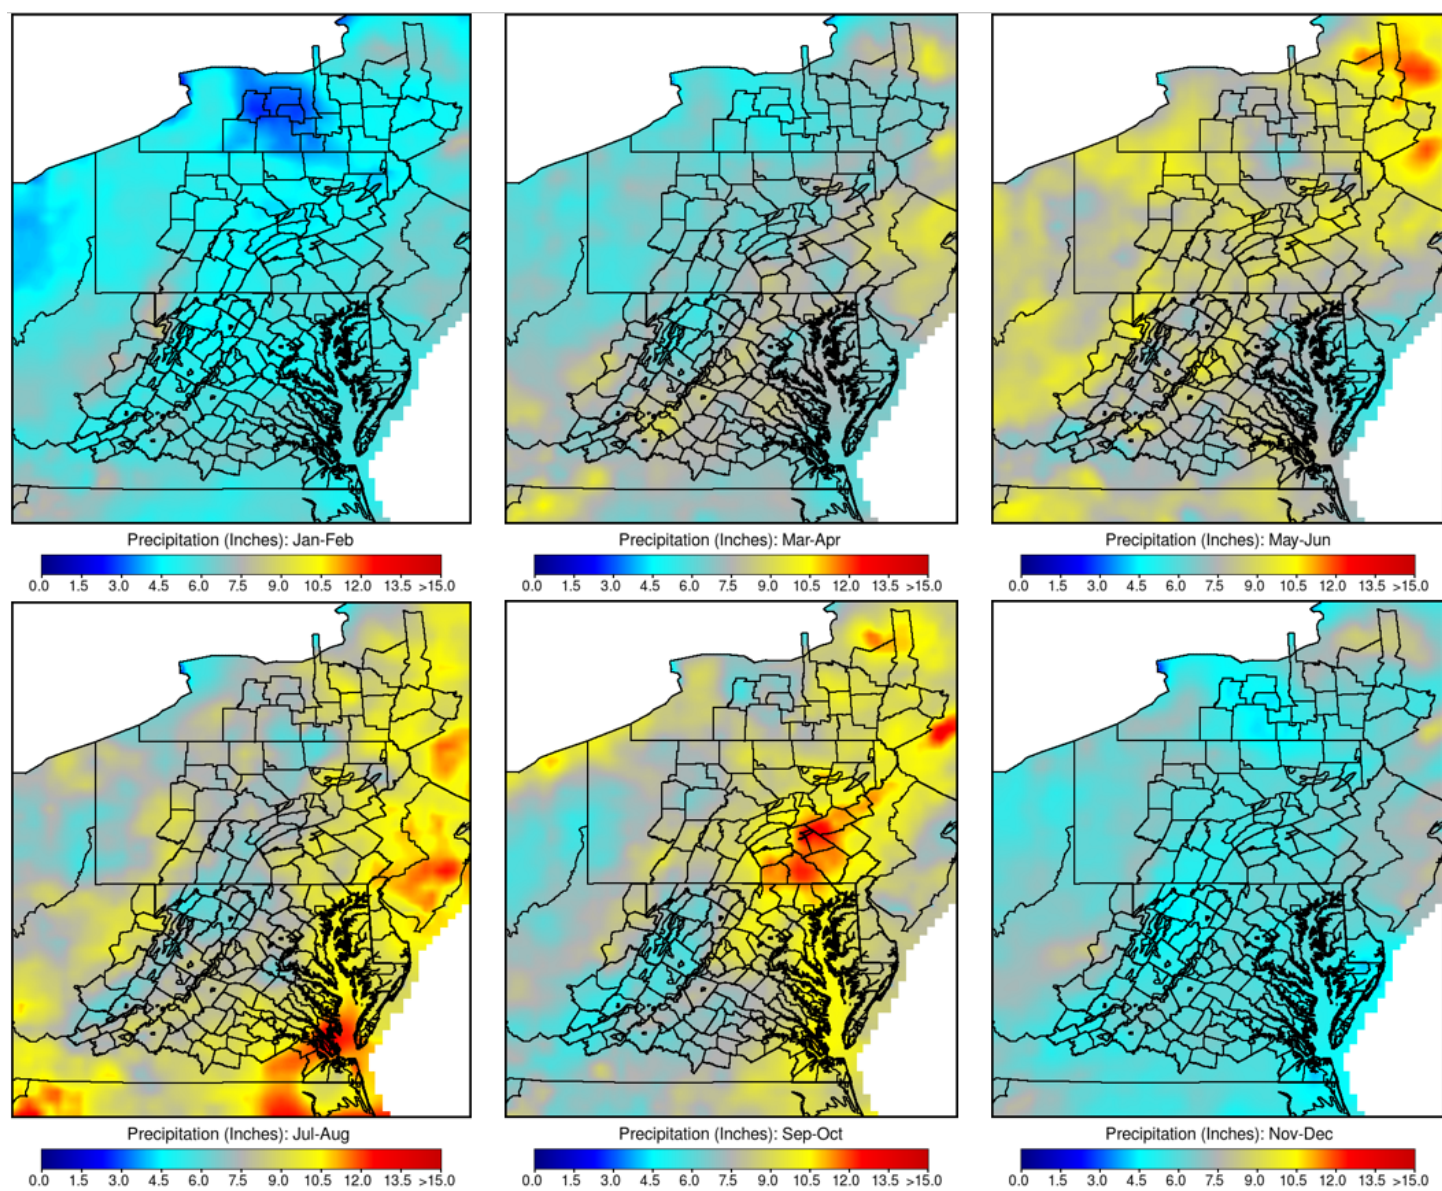 Precipitation (Inches): Jan-Feb
0.0 1.5 3.0 4.5 6.0 7.5 9.0 10.5 12.0 13.5 >15.0
Precipitation (Inches): Mar-Apr
0.0 1.5 3.0 4.5 6.0 7.5 9.0 10.5 12.0 13.5 >15.0
Precipitation (Inches): May-Jun
0.0 1.5 3.0 4.5 6.0 7.5 9.0 10.5 12.0 13.5 >15.0
Precipitation (Inches): Jul-Aug
0.0 1.5 3.0 4.5 6.0 7.5 9.0 10.5 12.0 13.5 >15.0
Precipitation (Inches): Sep-Oct
0.0 1.5 3.0 4.5 6.0 7.5 9.0 10.5 12.0 13.5 >15.0
Precipitation (Inches): Nov-Dec
0.0 1.5 3.0 4.5 6.0 7.5 9.0 10.5 12.0 13.5 >15.0